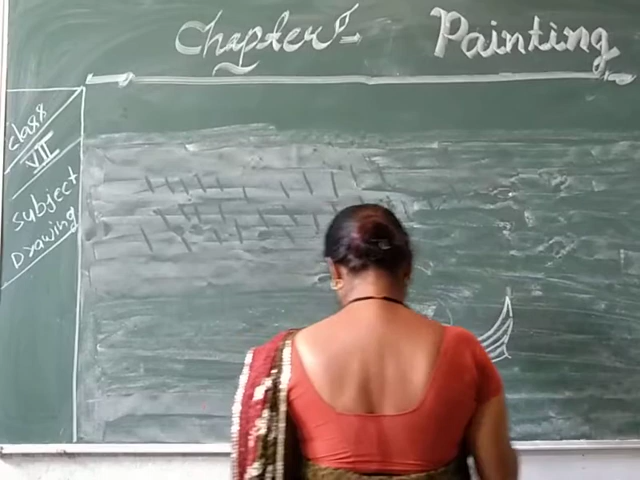 Chapter:-
Painting
Class
VII
Subject
Drawing